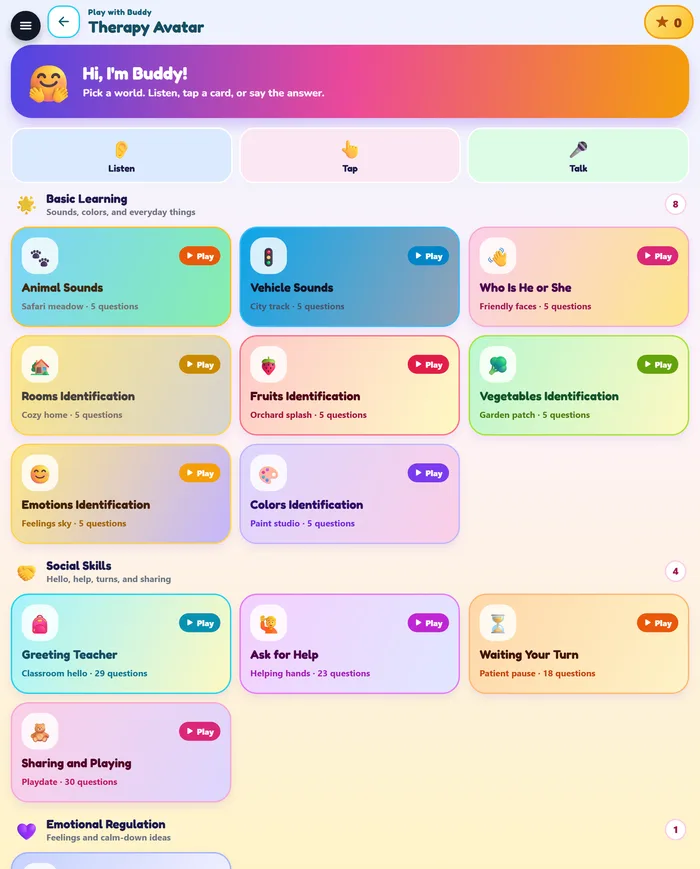 Play with Buddy
Therapy Avatar
0
Hi, I'm Buddy!
Pick a world. Listen, tap a card, or say the answer.
Listen
Tap
Talk
Basic Learning
Sounds, colors, and everyday things
8
Play
Animal Sounds
Safari meadow · 5 questions
Play
Vehicle Sounds
City track · 5 questions
Play
Who Is He or She
Friendly faces · 5 questions
Play
Rooms Identification
Cozy home · 5 questions
Play
Fruits Identification
Orchard splash · 5 questions
Play
Vegetables Identification
Garden patch · 5 questions
Play
Emotions Identification
Feelings sky · 5 questions
Play
Colors Identification
Paint studio · 5 questions
Social Skills
Hello, help, turns, and sharing
4
Play
Greeting Teacher
Classroom hello · 29 questions
Play
Ask for Help
Helping hands · 23 questions
Play
Waiting Your Turn
Patient pause · 18 questions
Play
Sharing and Playing
Playdate · 30 questions
Emotional Regulation
Feelings and calm-down ideas
1